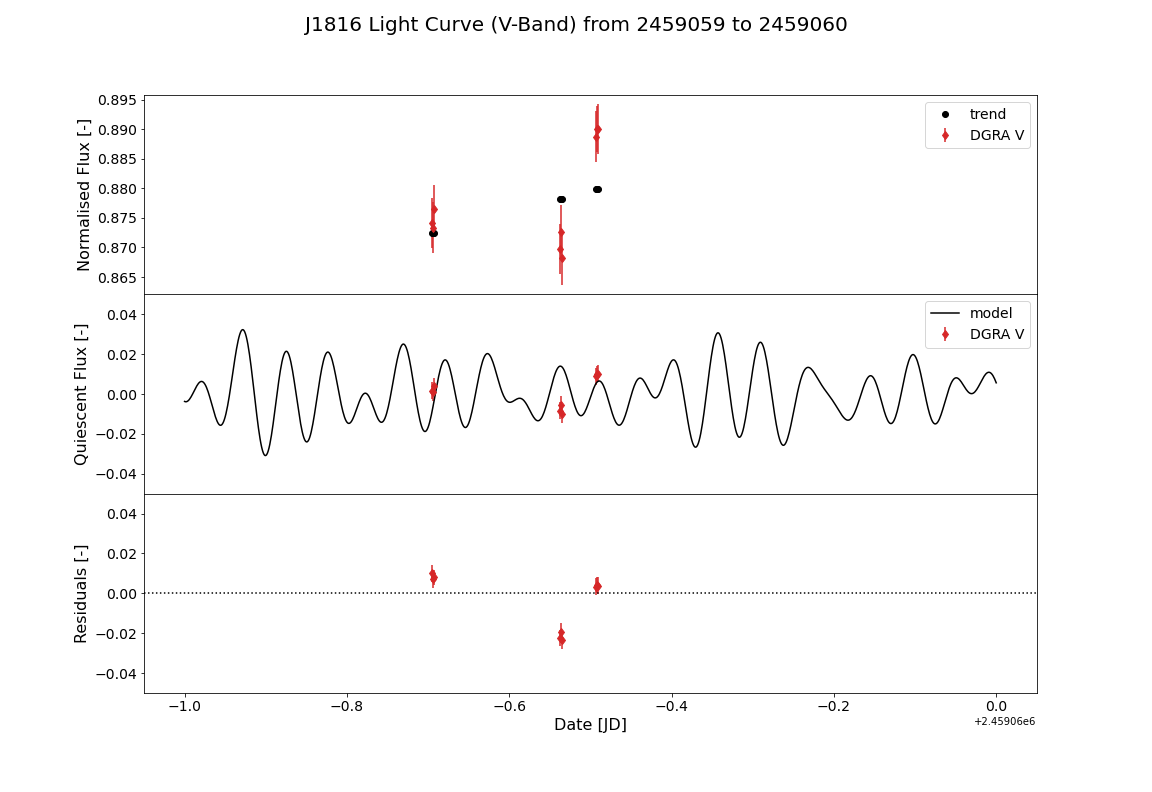 J1816 Light Curve (V-Band) from 2459059 to 2459060
Normalised Flux [-]
0.895
0.890
0.885
0.880
0.875
0.870
0.865
trend
DGRA V
Quiescent Flux [-]
0.04
0.02
0.00
−0.02
−0.04
model
DGRA V
Residuals [-]
0.04
0.02
0.00
−0.02
−0.04
−1.0 −0.8 −0.6 −0.4 −0.2 0.0
+2.45906e6
Date [JD]